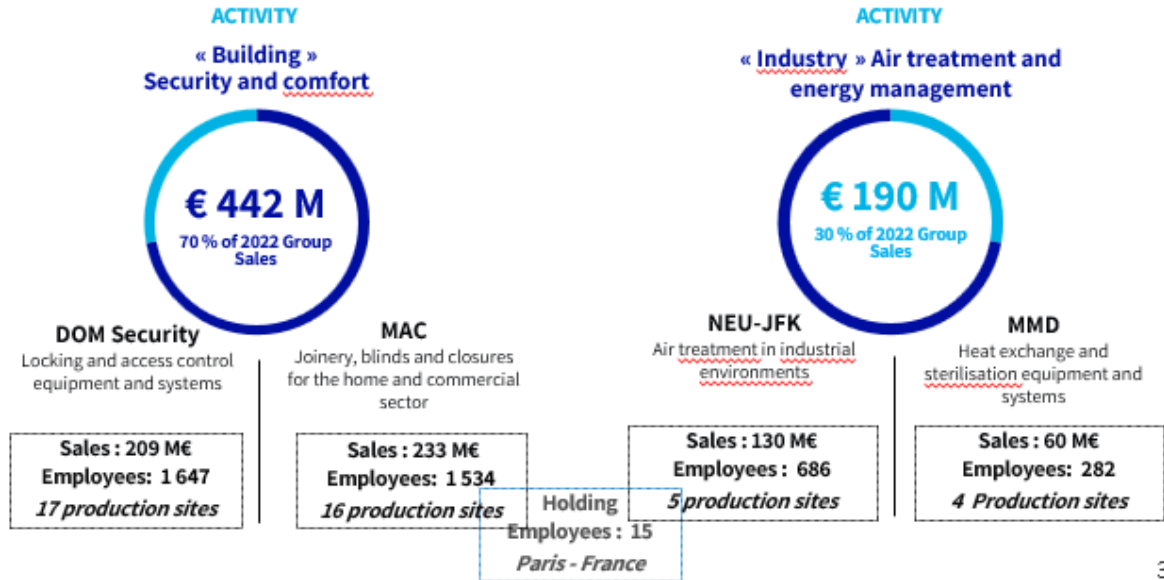 ACTIVITY
« Building »
Security and comfort
€ 442 M
70 % of 2022 Group
Sales
DOM Security
Locking and access control
equipment and systems
Sales : 209 M€
Employees: 1 647
17 production sites
MAC
Joinery, blinds and closures
for the home and commercial
sector
Sales : 233 M€
Employees: 1 534
16 production sites
ACTIVITY
« Industry » Air treatment and
energy management
€ 190 M
30 % of 2022 Group
Sales
NEU-JFK
Air treatment in industrial
environments
Sales : 130 M€
Employees : 686
5 production sites
MMD
Heat exchange and
sterilisation equipment and
systems
Sales : 60 M€
Employees: 282
4 Production sites
Holding
Employees : 15
Paris - France
3